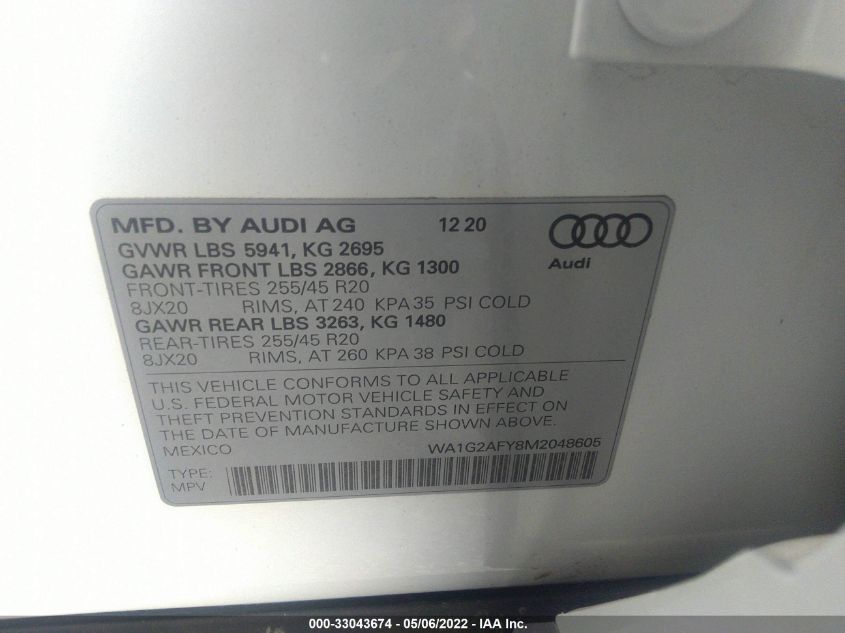 MFD. BY AUDI AG 12 20
GVWR LBS 5941, KG 2695
GAWR FRONT LBS 2866, KG 1300
FRONT-TIRES 255/45 R20
8JX20 RIMS, AT 240 KPA 35 PSI COLD
GAWR REAR LBS 3263, KG 1480
REAR-TIRES 255/45 R20
8JX20 RIMS, AT 260 KPA 38 PSI COLD
Audi
THIS VEHICLE CONFORMS TO ALL APPLICABLE
U.S. FEDERAL MOTOR VEHICLE SAFETY AND
THEFT PREVENTION STANDARDS IN EFFECT ON
THE DATE OF MANUFACTURE SHOWN ABOVE.
MEXICO WA1G2AFY8M2048605
TYPE:
MPV
000-33043674 - 05/06/2022 - IAA Inc.